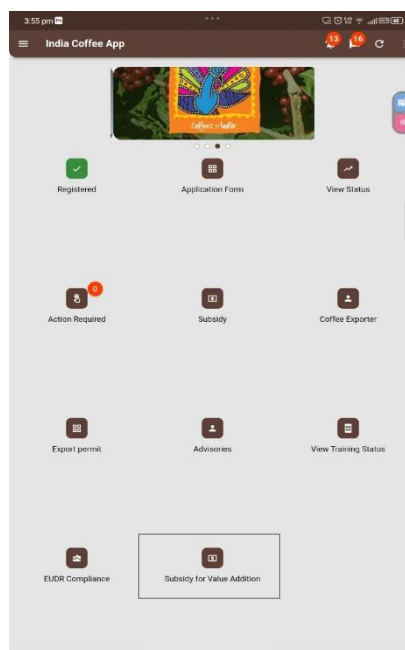 3:55 pm
India Coffee App
13
16
Coffees of India
Registered
Application Form
View Status
0
Action Required
Subsidy
Coffee Exporter
Export permit
Advisories
View Training Status
EUDR Compliance
Subsidy for Value Addition